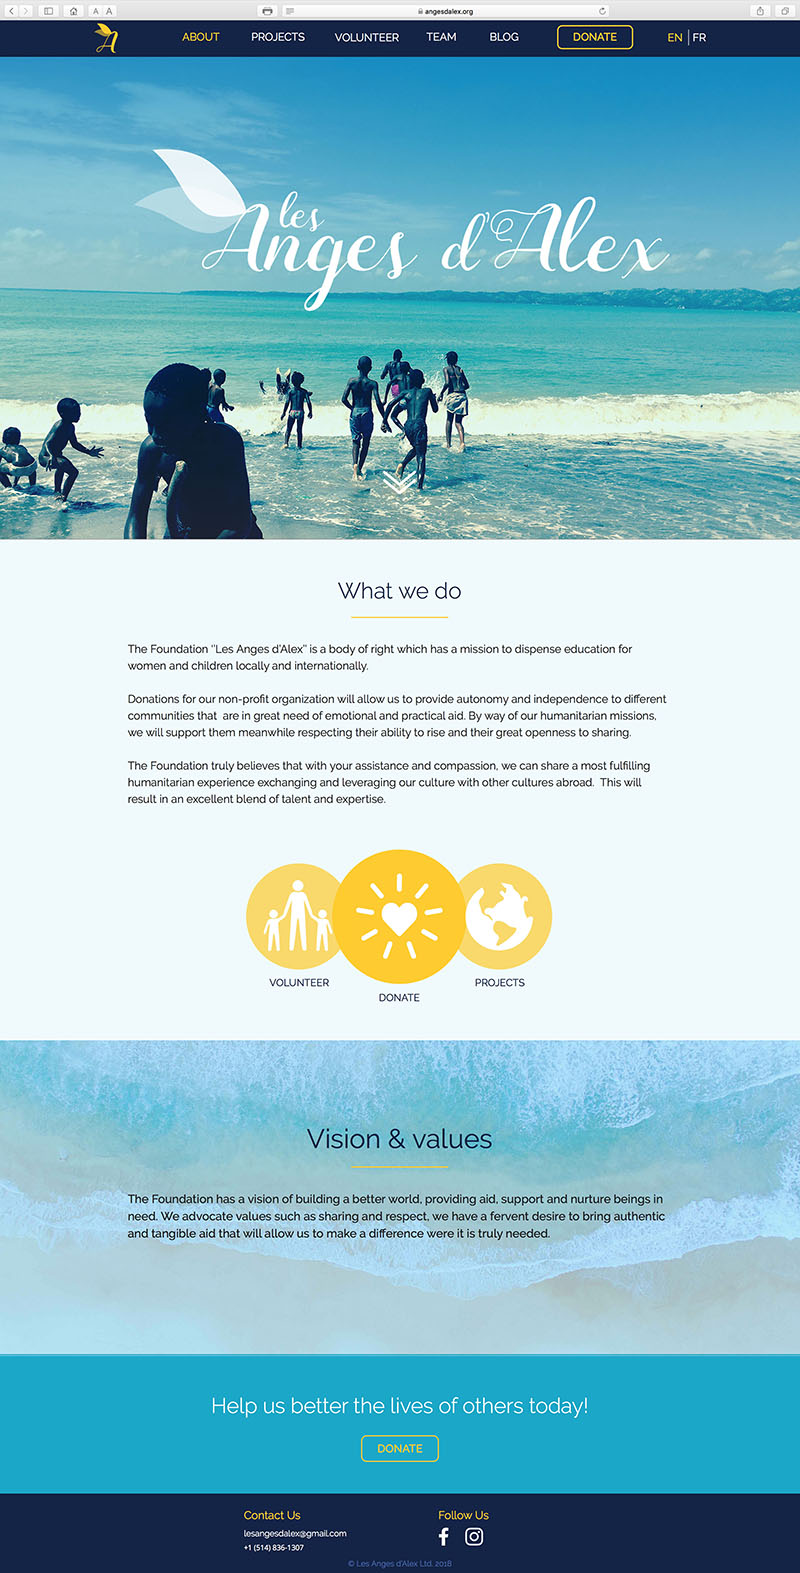 A A
angesdalex.org
A
ABOUT PROJECTS VOLUNTEER TEAM BLOG DONATE EN | FR
les
Anges d'Alex
What we do
The Foundation "Les Anges d'Alex" is a body of right which has a mission to dispense education for
women and children locally and internationally.
Donations for our non-profit organization will allow us to provide autonomy and independence to different
communities that  are in great need of emotional and practical aid. By way of our humanitarian missions,
we will support them meanwhile respecting their ability to rise and their great openness to sharing.
The Foundation truly believes that with your assistance and compassion, we can share a most fulfilling
humanitarian experience exchanging and leveraging our culture with other cultures abroad.  This will
result in an excellent blend of talent and expertise.
VOLUNTEER
DONATE
PROJECTS
Vision & values
The Foundation has a vision of building a better world, providing aid, support and nurture beings in
need. We advocate values such as sharing and respect, we have a fervent desire to bring authentic
and tangible aid that will allow us to make a difference were it is truly needed.
Help us better the lives of others today!
DONATE
Contact Us
lesangesdalex@gmail.com
+1 (514) 836-1307
Follow Us
© Les Anges d'Alex Ltd. 2018